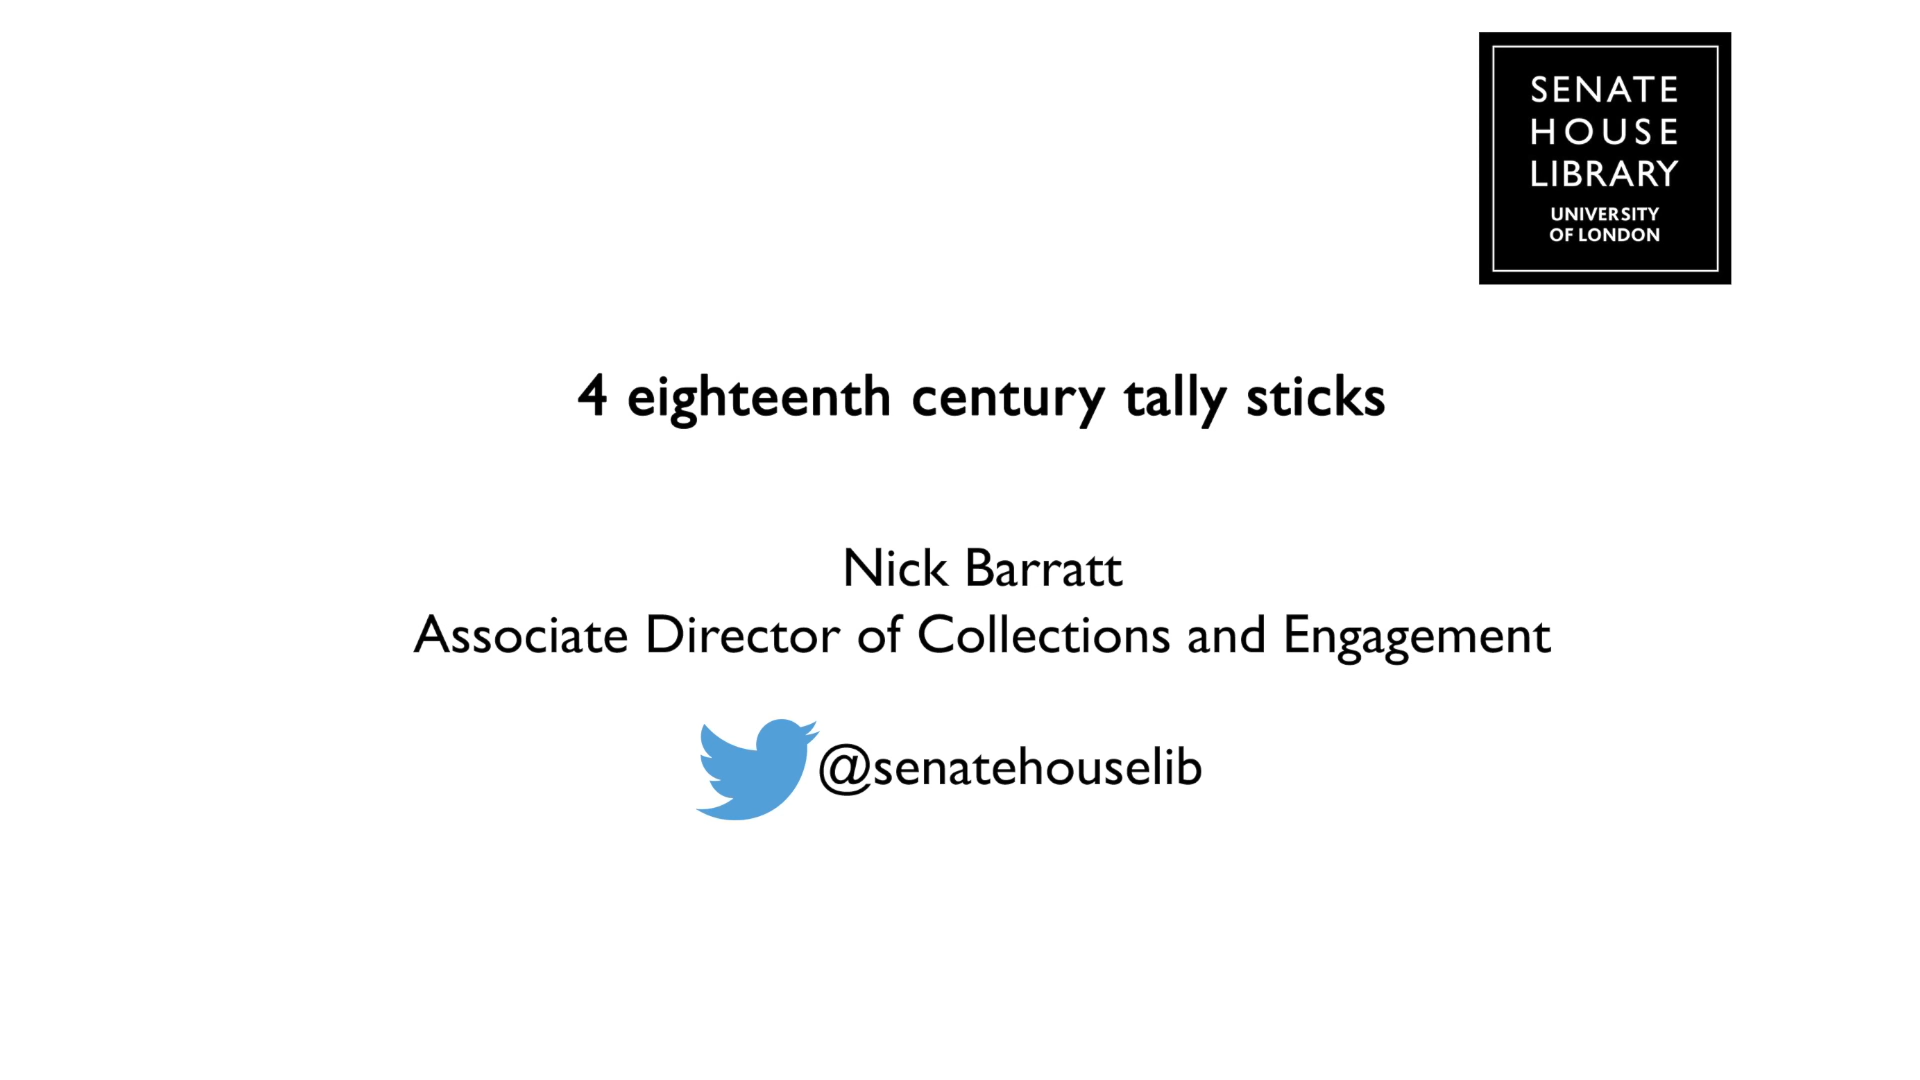 SENATE
HOUSE
LIBRARY
UNIVERSITY
OF LONDON
4 eighteenth century tally sticks
Nick Barratt
Associate Director of Collections and Engagement
@senatehouselib